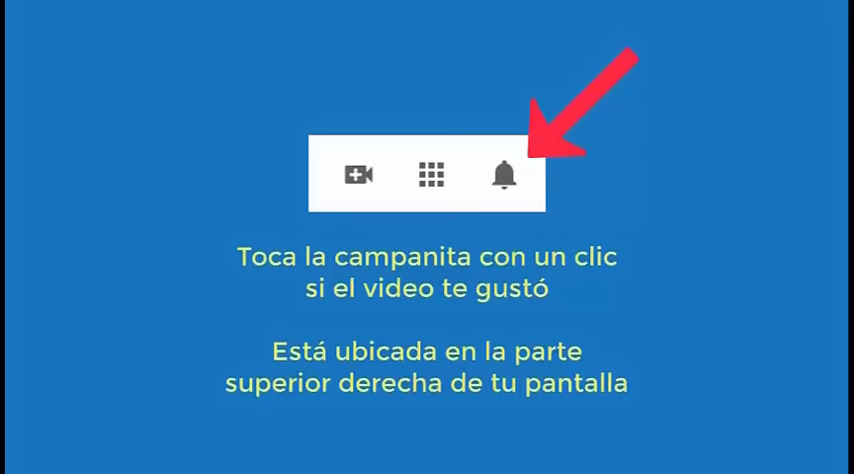 Toca la campanita con un clic
si el video te gustó
Está ubicada en la parte
superior derecha de tu pantalla